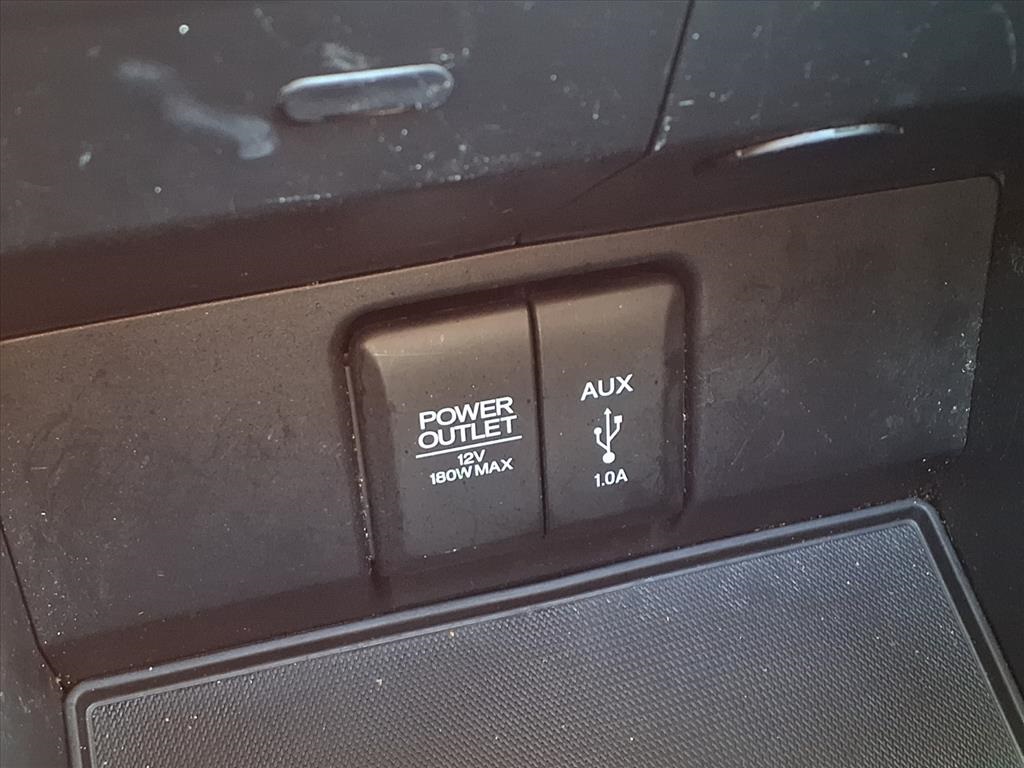 POWER
OUTLET
12V
180W MAX
AUX
1.0A